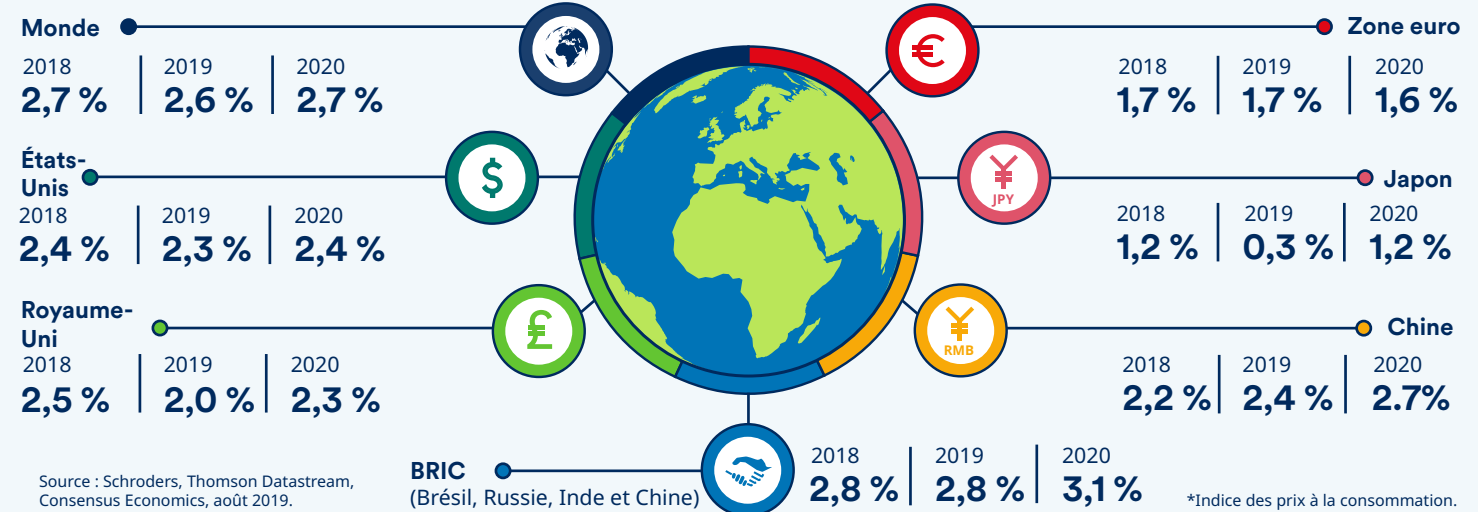 Monde
2018 2019 2020
2,7 % 2,6 % 2,7 %
États-
Unis
2018 2019 2020
2,4 % 2,3 % 2,4 %
$
Royaume-
Uni
2018 2019 2020
2,5 % 2,0 % 2,3 %
£
€
Zone euro
2018 2019 2020
1,7 % 1,7 % 1,6 %
¥
JPY
Japon
2018 2019 2020
1,2 % 0,3 % 1,2 %
¥
RMB
Chine
2018 2019 2020
2,2 % 2,4 % 2.7%
BRIC
(Brésil, Russie, Inde et Chine)
2018 2019 2020
2,8 % 2,8 % 3,1 %
Source : Schroders, Thomson Datastream,
Consensus Economics, août 2019.
*Indice des prix à la consommation.